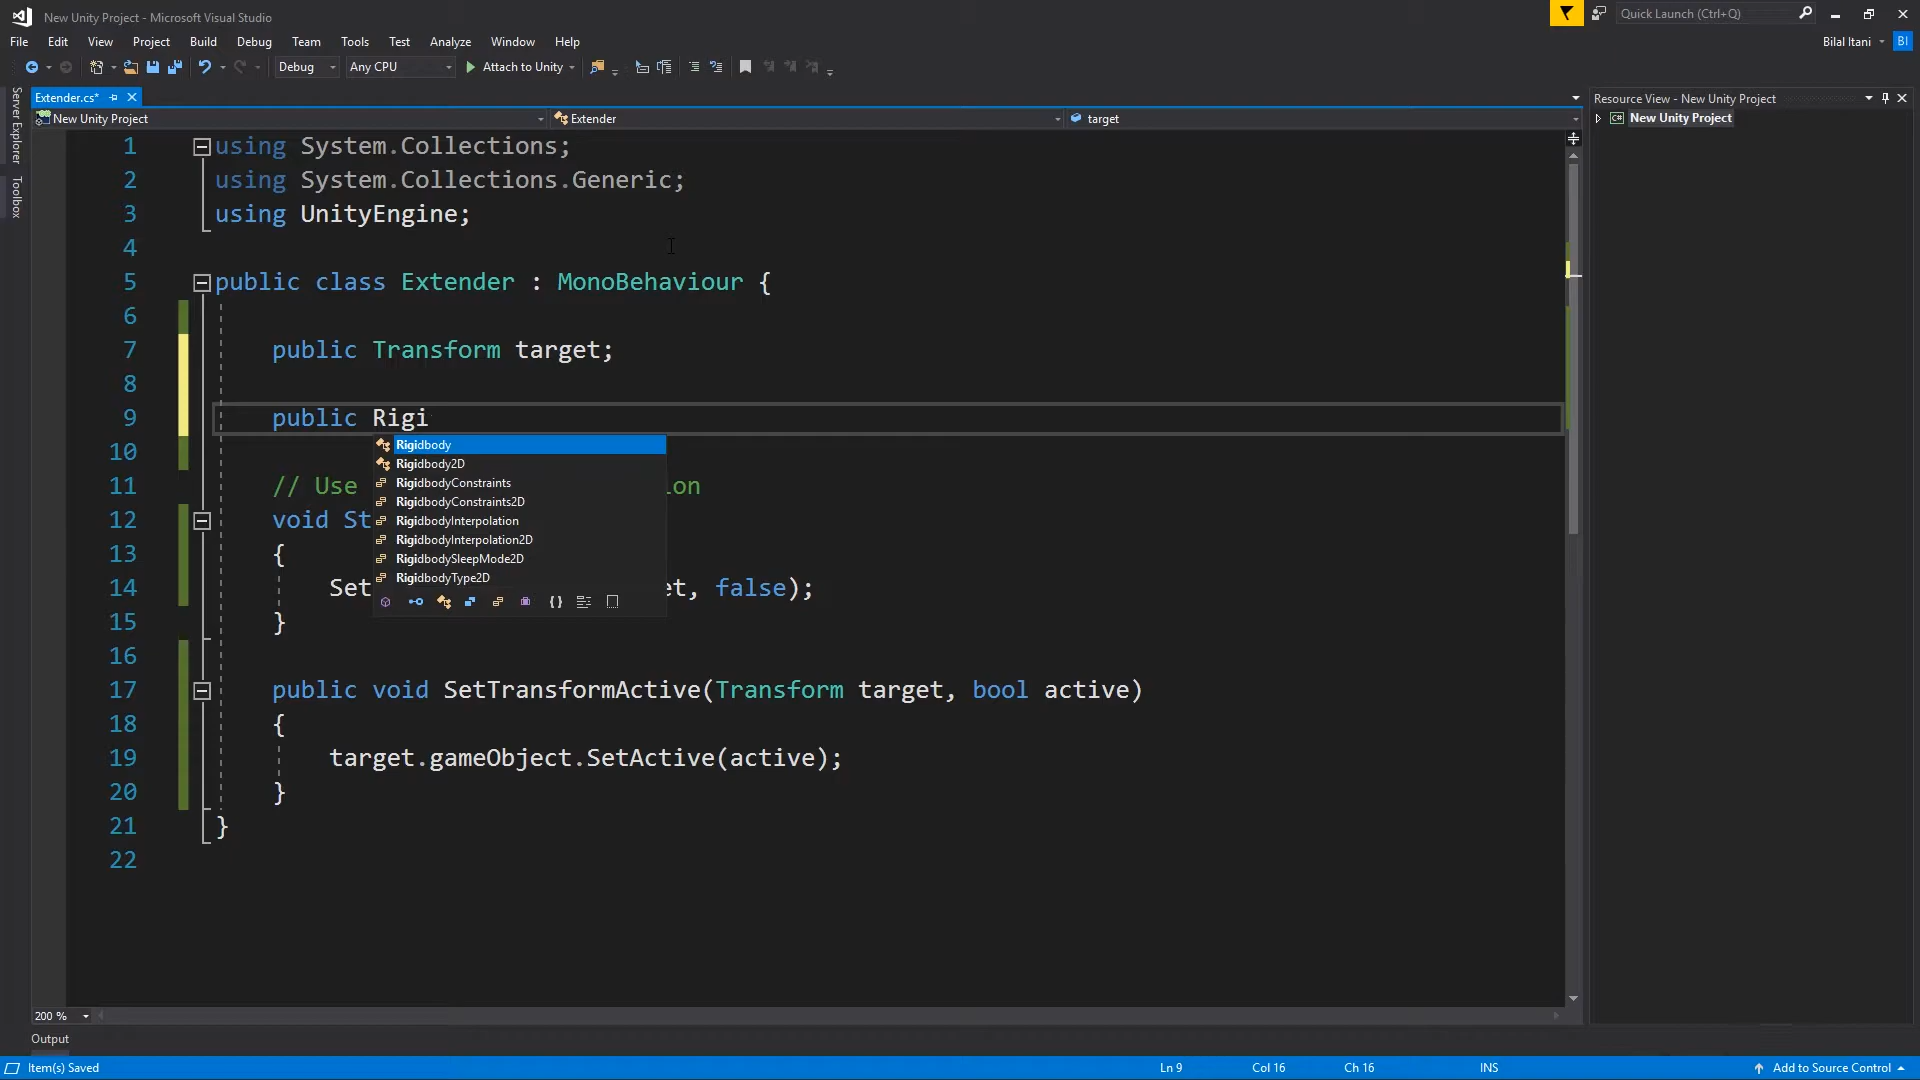 New Unity Project - Microsoft Visual Studio
Quick Launch (Ctrl+Q)
File Edit View Project Build Debug Team Tools Test Analyze Window Help
Bilal Itani BI
Debug Any CPU Attach to Unity
Server Explorer
Toolbox
Extender.cs*
Resource View - New Unity Project
New Unity Project Extender target
New Unity Project
1 using System.Collections;
2 using System.Collections.Generic;
3 using UnityEngine;
4
5 public class Extender : MonoBehaviour {
6
7 public Transform target;
8
9 public Rigi
Rigidbody
Rigidbody2D
RigidbodyConstraints
RigidbodyConstraints2D
RigidbodyInterpolation
RigidbodyInterpolation2D
RigidbodySleepMode2D
RigidbodyType2D
10
11 // Use ion
12 void St
13 {
14 Set et, false);
15 }
16
17 public void SetTransformActive(Transform target, bool active)
18 {
19 target.gameObject.SetActive(active);
20 }
21 }
22
200 %
Output
Item(s) Saved Ln 9 Col 16 Ch 16 INS Add to Source Control